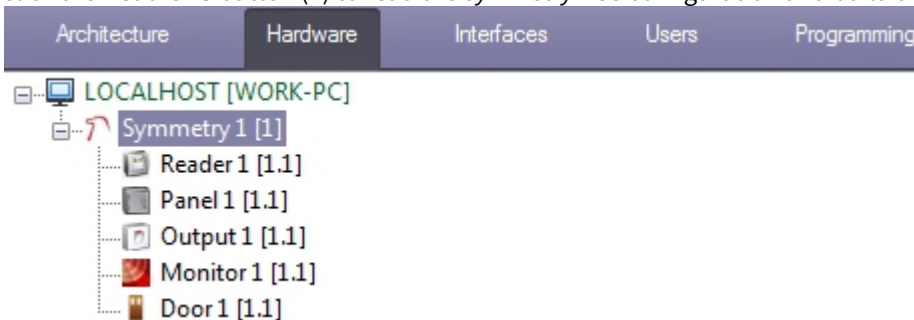 Architecture Hardware Interfaces Users Programming
LOCALHOST [WORK-PC]
Symmetry 1 [1]
Reader 1 [1.1]
Panel 1 [1.1]
Output 1 [1.1]
Monitor 1 [1.1]
Door 1 [1.1]